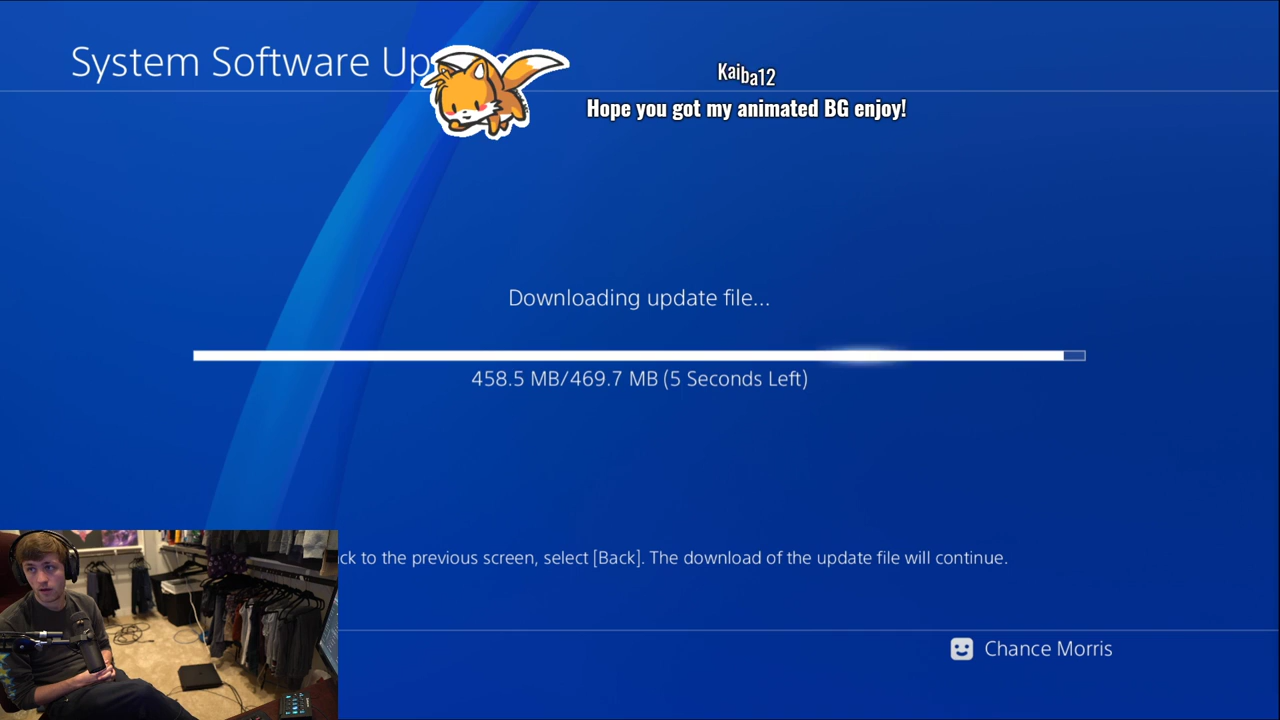 System Software Up
Kaiba12
Hope you got my animated BG enjoy!
Downloading update file...
458.5 MB/469.7 MB (5 Seconds Left)
ck to the previous screen, select [Back]. The download of the update file will continue.
Chance Morris